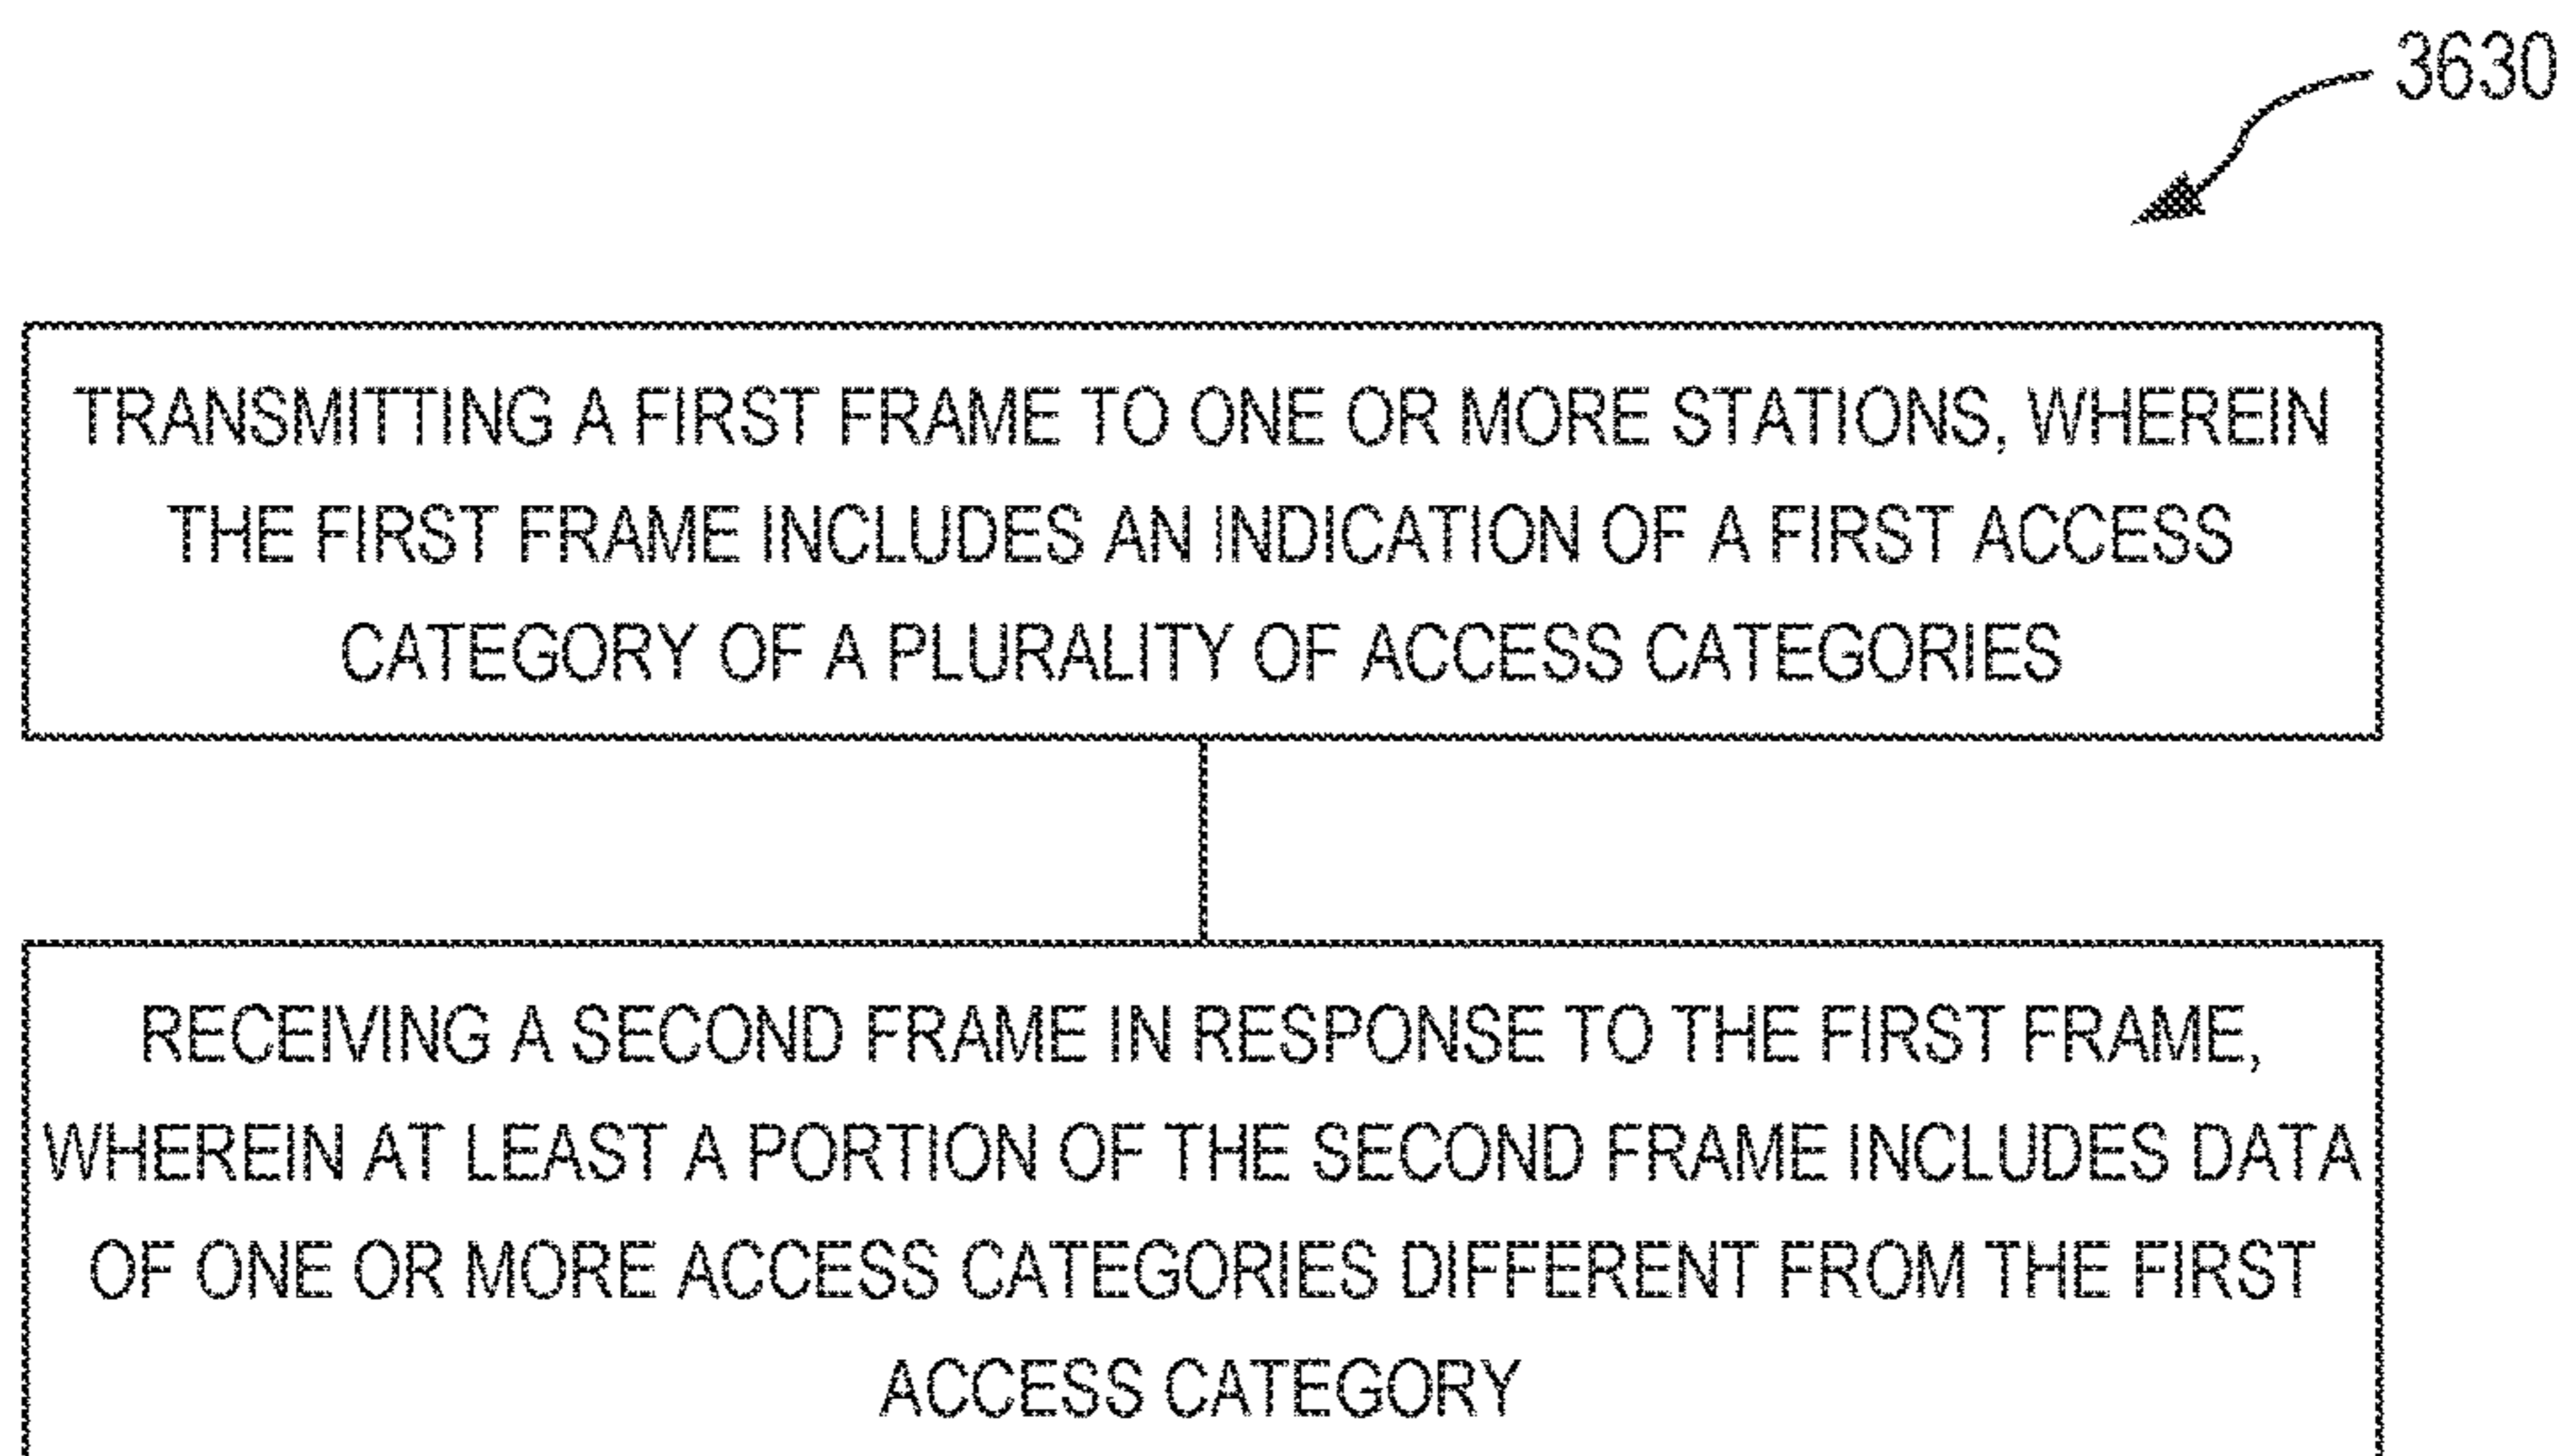 3630
TRANSMITTING A FIRST FRAME TO ONE OR MORE STATIONS, WHEREIN
THE FIRST FRAME INCLUDES AN INDICATION OF A FIRST ACCESS
CATEGORY OF A PLURALITY OF ACCESS CATEGORIES
RECEIVING A SECOND FRAME IN RESPONSE TO THE FIRST FRAME,
WHEREIN AT LEAST A PORTION OF THE SECOND FRAME INCLUDES DATA
OF ONE OR MORE ACCESS CATEGORIES DIFFERENT FROM THE FIRST
ACCESS CATEGORY